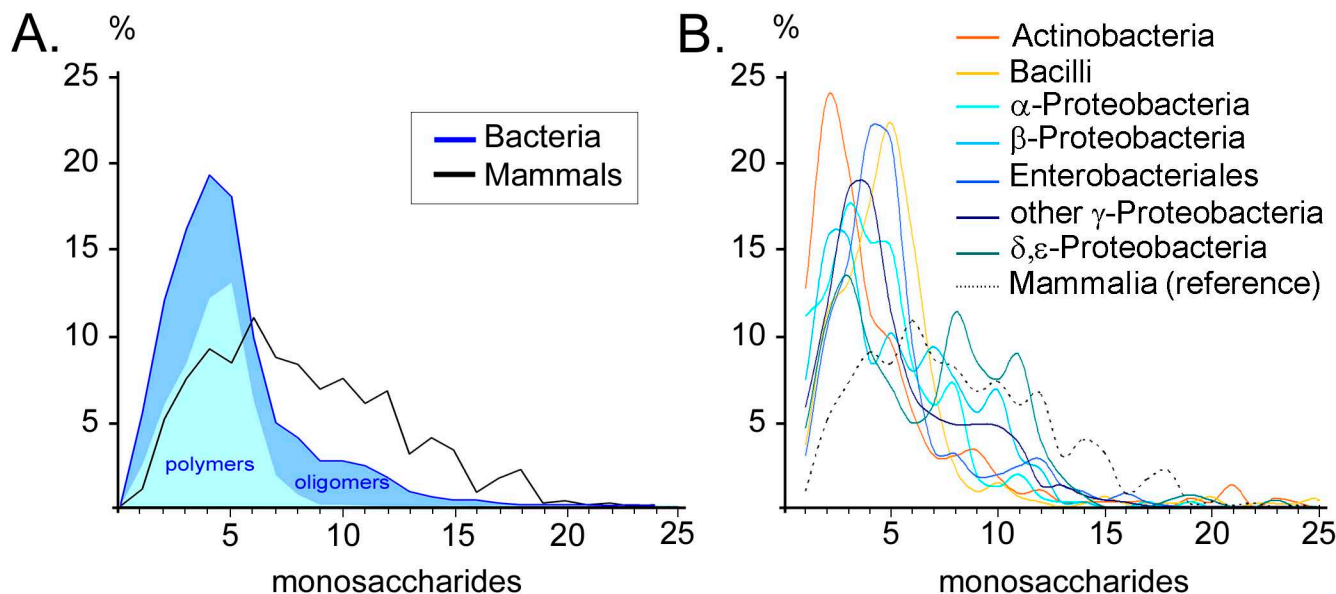 A.
%
25
20
15
10
5
Bacteria
Mammals
polymers
oligomers
5
10
15
20
25
monosaccharides
B.
%
25
20
15
10
5
Actinobacteria
Bacilli
α-Proteobacteria
β-Proteobacteria
Enterobacteriales
other γ-Proteobacteria
δ,ε-Proteobacteria
Mammalia (reference)
5
10
15
20
25
monosaccharides